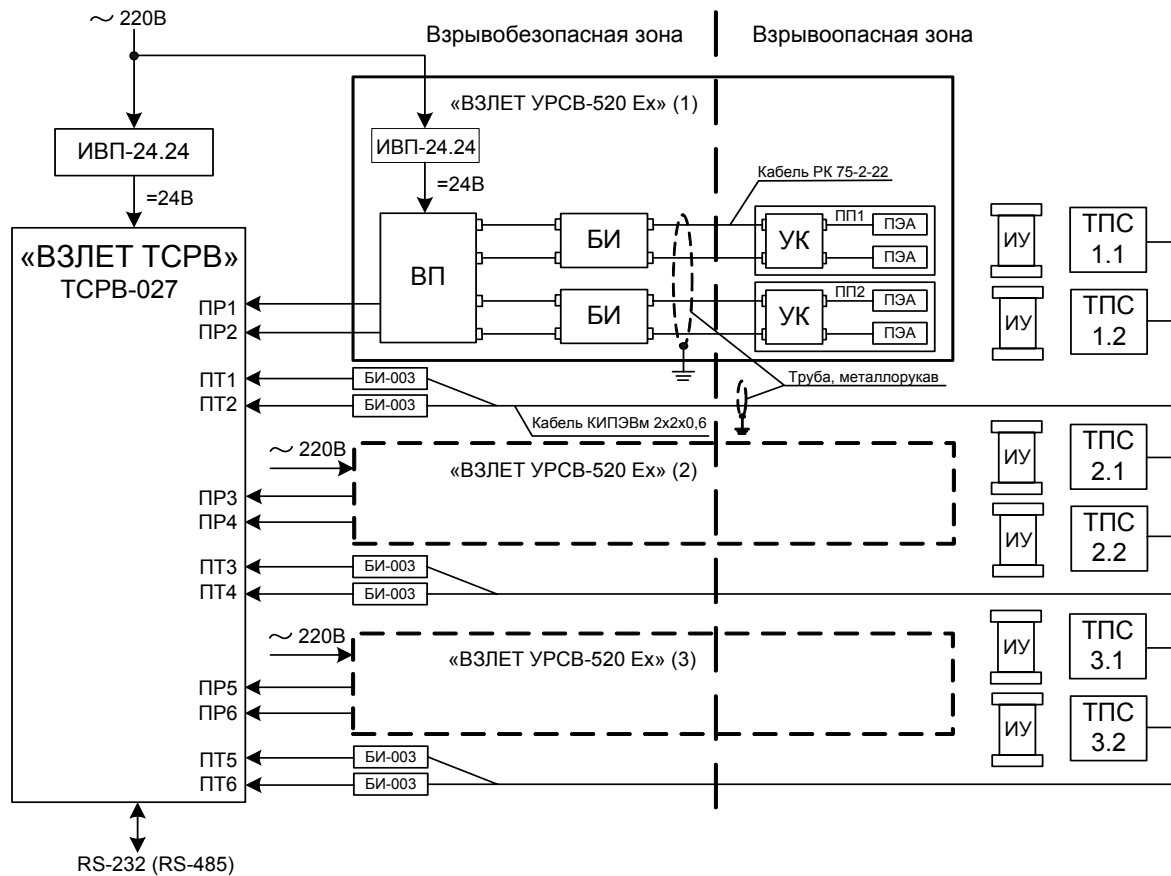 ～ 220В
Взрывобезопасная зона
Взрывоопасная зона
«ВЗЛЕТ УРСВ-520 Ex» (1)
ИВП-24.24
ИВП-24.24
=24В
=24В
Кабель РК 75-2-22
«ВЗЛЕТ ТСРВ»
ТСРВ-027
ВП
БИ
БИ
УК
ПП1
ПЭА
ПЭА
УК
ПП2
ПЭА
ПЭА
ИУ
ТПС
1.1
ИУ
ТПС
1.2
ПР1
ПР2
Труба, металлорукав
ПТ1
БИ-003
ПТ2
БИ-003
Кабель КИПЭВм 2х2х0,6
～ 220В
«ВЗЛЕТ УРСВ-520 Ex» (2)
ИУ
ТПС
2.1
ПР3
ПР4
ИУ
ТПС
2.2
ПТ3
БИ-003
ПТ4
БИ-003
～ 220В
«ВЗЛЕТ УРСВ-520 Ex» (3)
ИУ
ТПС
3.1
ПР5
ПР6
ИУ
ТПС
3.2
ПТ5
БИ-003
ПТ6
БИ-003
RS-232 (RS-485)